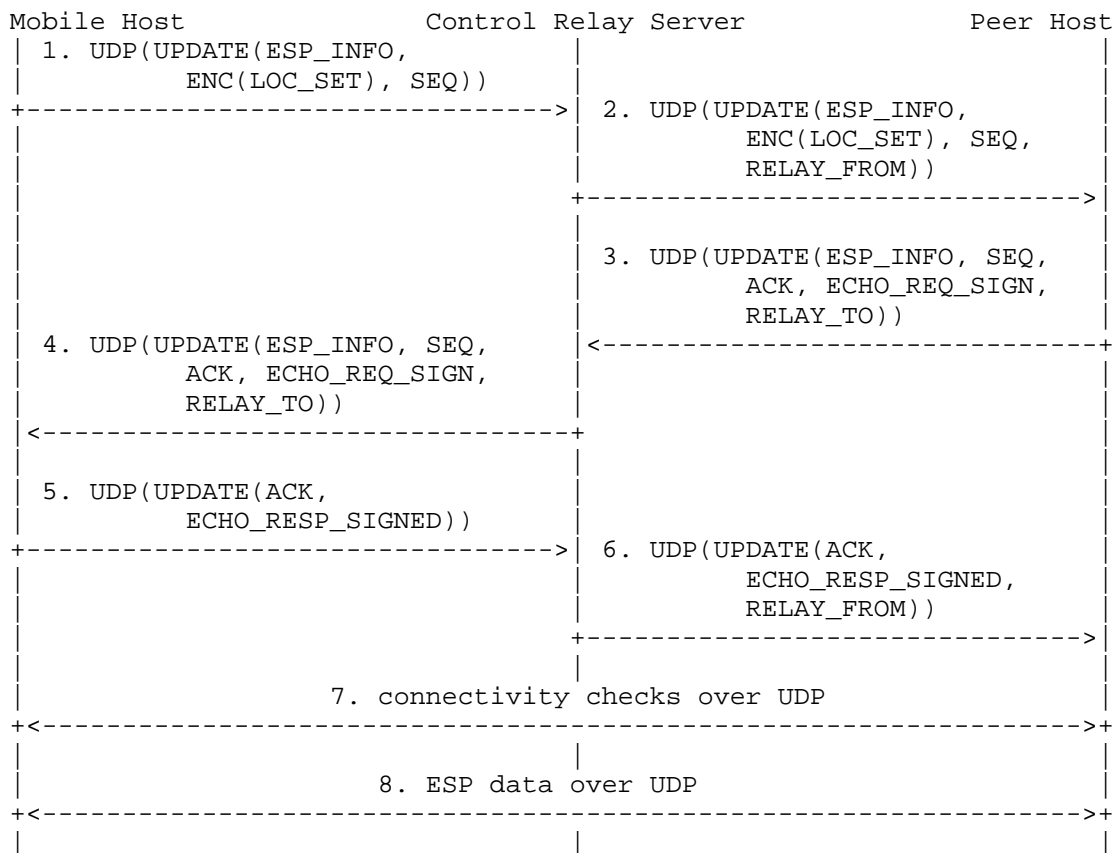 Mobile Host Control Relay Server Peer Host
1. UDP(UPDATE(ESP_INFO,
ENC(LOC_SET), SEQ))
2. UDP(UPDATE(ESP_INFO,
ENC(LOC_SET), SEQ,
RELAY_FROM))
3. UDP(UPDATE(ESP_INFO, SEQ,
ACK, ECHO_REQ_SIGN,
RELAY_TO))
4. UDP(UPDATE(ESP_INFO, SEQ,
ACK, ECHO_REQ_SIGN,
RELAY_TO))
5. UDP(UPDATE(ACK,
ECHO_RESP_SIGNED))
6. UDP(UPDATE(ACK,
ECHO_RESP_SIGNED,
RELAY_FROM))
7. connectivity checks over UDP
8. ESP data over UDP